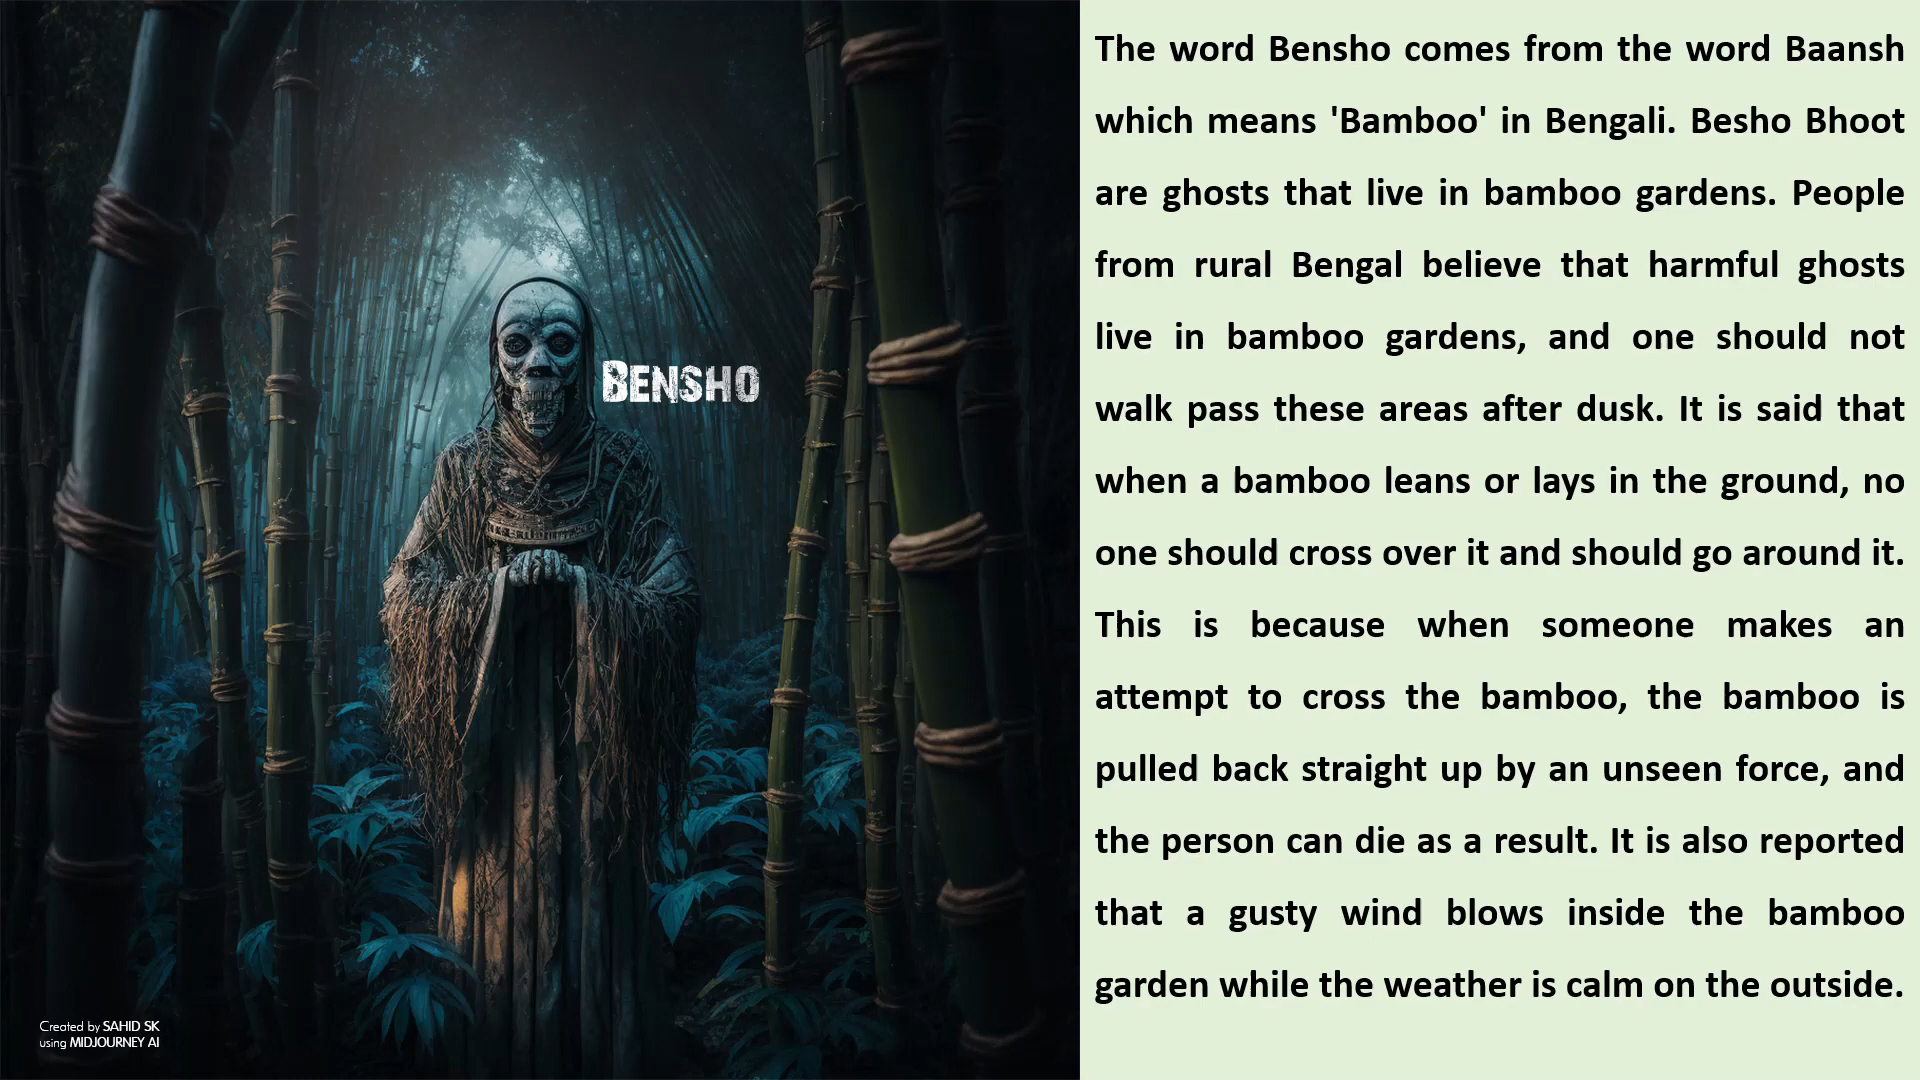 BENSHO
Created by SAHID SK
using MIDJOURNEY AI
The word Bensho comes from the word Baansh
which means 'Bamboo' in Bengali. Besho Bhoot
are ghosts that live in bamboo gardens. People
from rural Bengal believe that harmful ghosts
live in bamboo gardens, and one should not
walk pass these areas after dusk. It is said that
when a bamboo leans or lays in the ground, no
one should cross over it and should go around it.
This is because when someone makes an
attempt to cross the bamboo, the bamboo is
pulled back straight up by an unseen force, and
the person can die as a result. It is also reported
that a gusty wind blows inside the bamboo
garden while the weather is calm on the outside.